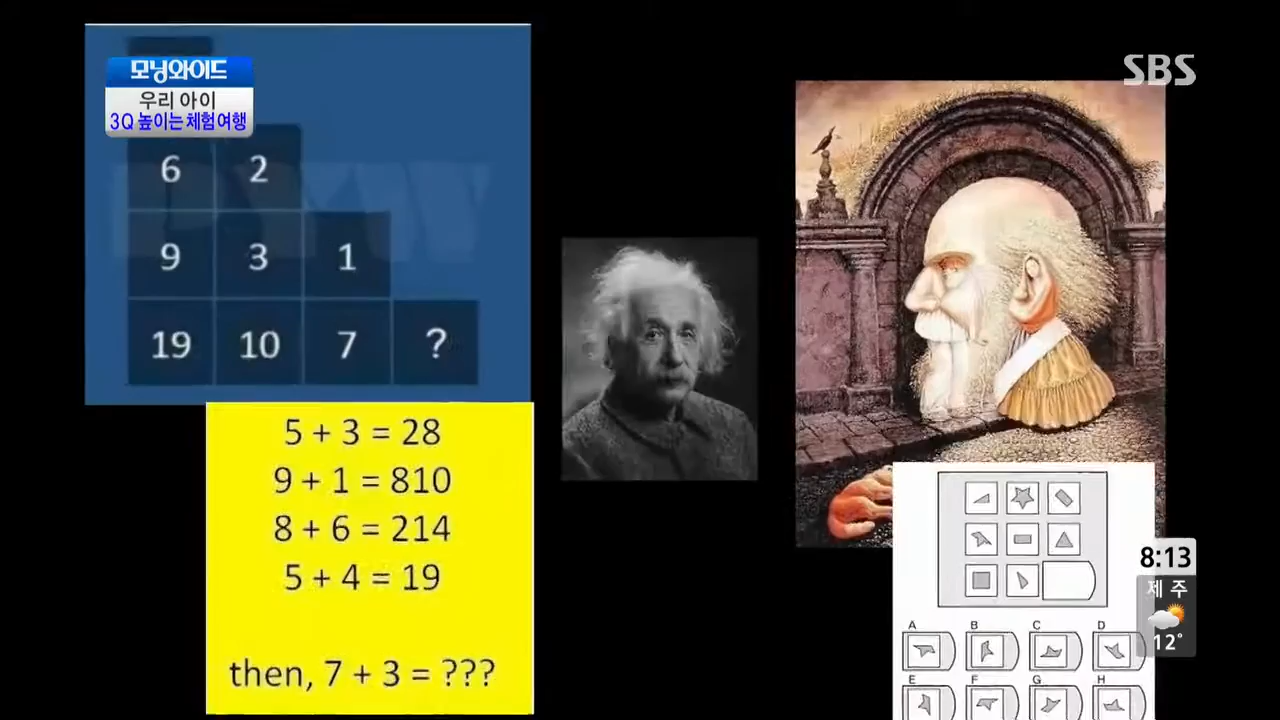 모닝와이드
우리 아이
3Q 높이는 체험여행
SBS
6 2
9 3 1
19 10 7 ?
5 + 3 = 28
9 + 1 = 810
8 + 6 = 214
5 + 4 = 19
then, 7 + 3 = ???
A B C D
E F G H
8:13
제 주
12°